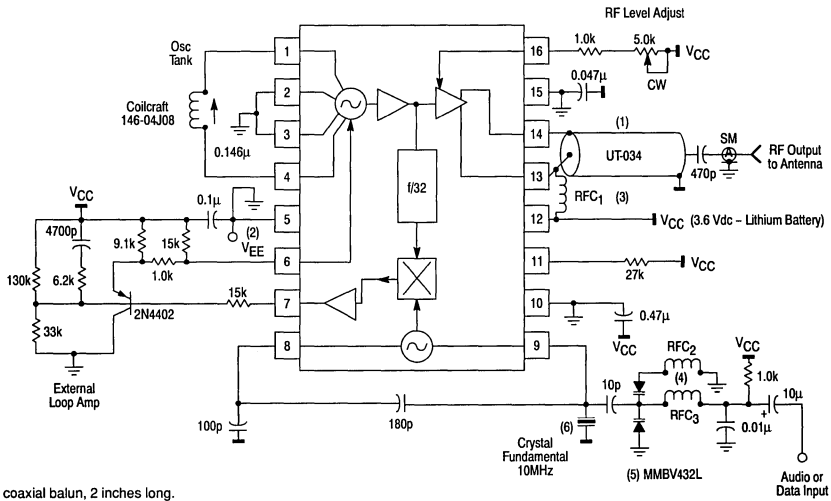 RF Level Adjust
Osc
Tank
Coilcraft
146-04J08
0.146μ
1
2
3
4
5
6
7
8
16
15
14
13
12
11
10
9
f/32
1.0k
5.0k
VCC
CW
0.047μ
(1)
UT-034
SM
A
470p
RF Output
to Antenna
RFC1
(3)
VCC (3.6 Vdc – Lithium Battery)
27k
VCC
0.47μ
VCC
VCC
0.1μ
(2)
VEE
4700p
9.1k
15k
1.0k
130k
6.2k
15k
2N4402
33k
External
Loop Amp
100p
180p
(6)
Crystal
Fundamental
10MHz
10p
RFC2
(4)
RFC3
VCC
1.0k
10μ
+
0.01μ
(5) MMBV432L
Audio or
Data Input
coaxial balun, 2 inches long.